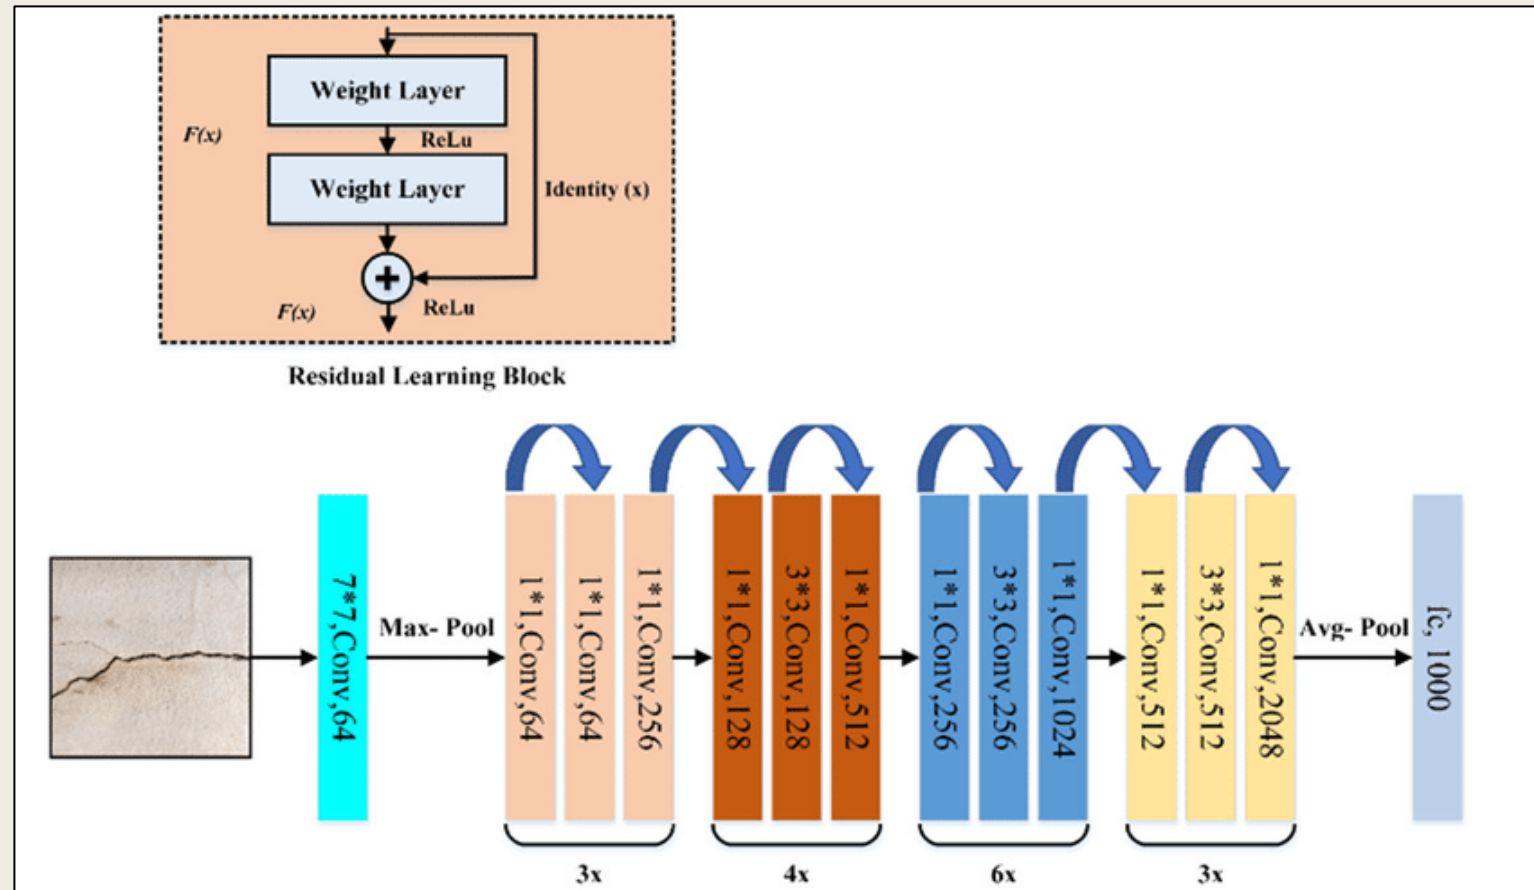 Weight Layer
F(x)
ReLu
Weight Layer
Identity (x)
F(x)
ReLu
Residual Learning Block
7*7,Conv,64
Max- Pool
1*1,Conv,64
1*1,Conv,64
1*1,Conv,256
1*1,Conv,128
3*3,Conv,128
1*1,Conv,512
1*1,Conv,256
3*3,Conv,256
1*1,Conv,1024
1*1,Conv,512
3*3,Conv,512
1*1,Conv,2048
Avg- Pool
fc, 1000
3x
4x
6x
3x